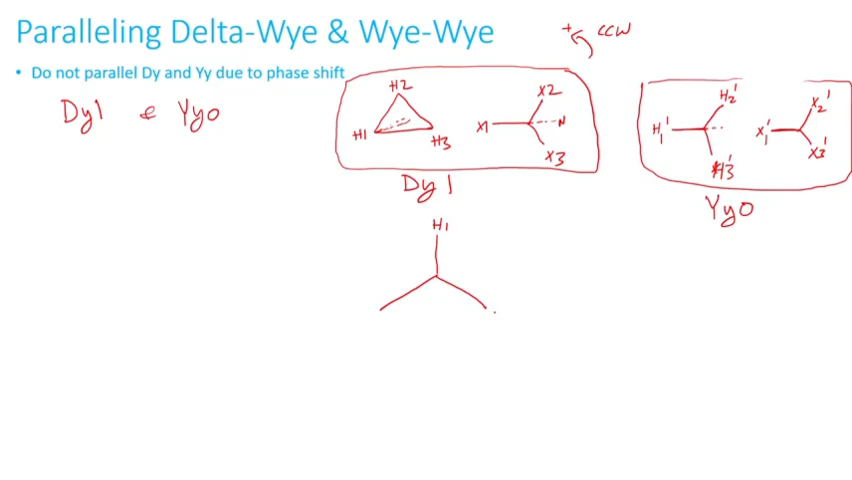 Paralleling Delta-Wye & Wye-Wye
+ CCW
• Do not parallel Dy and Yy due to phase shift
Dy1 & Yy0
H2
H1
H3
X2
X1
N
X3
H2'
H1'
H3'
X2'
X1'
X3'
Dy1
Yy0
H1